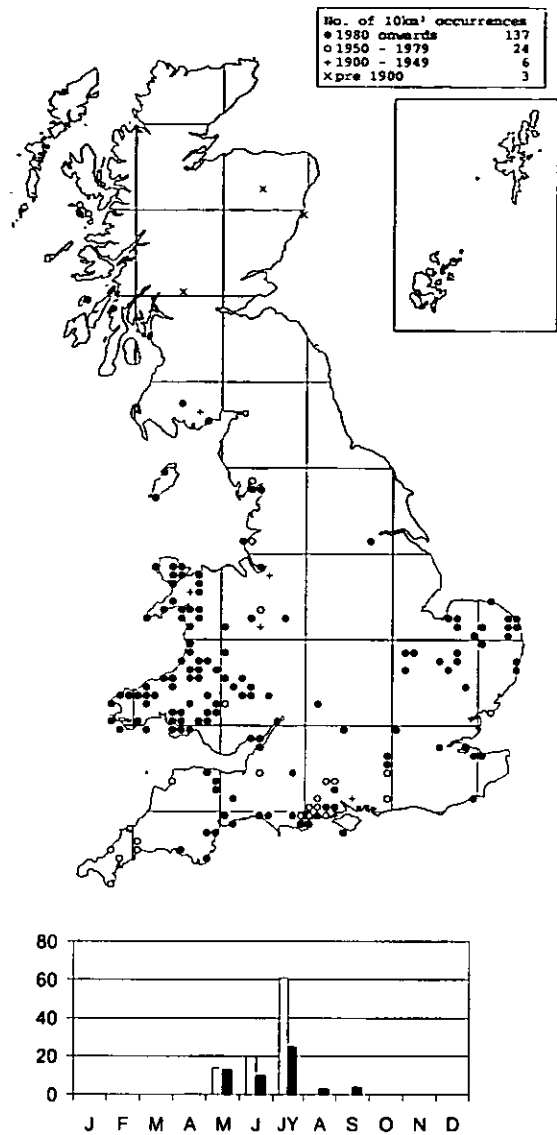 No. of 10km² occurrences
● 1980 onwards 137
o 1950 - 1979 24
+ 1900 - 1949 6
x pre 1900 3
80
60
40
20
0
J F M A M J JY A S O N D